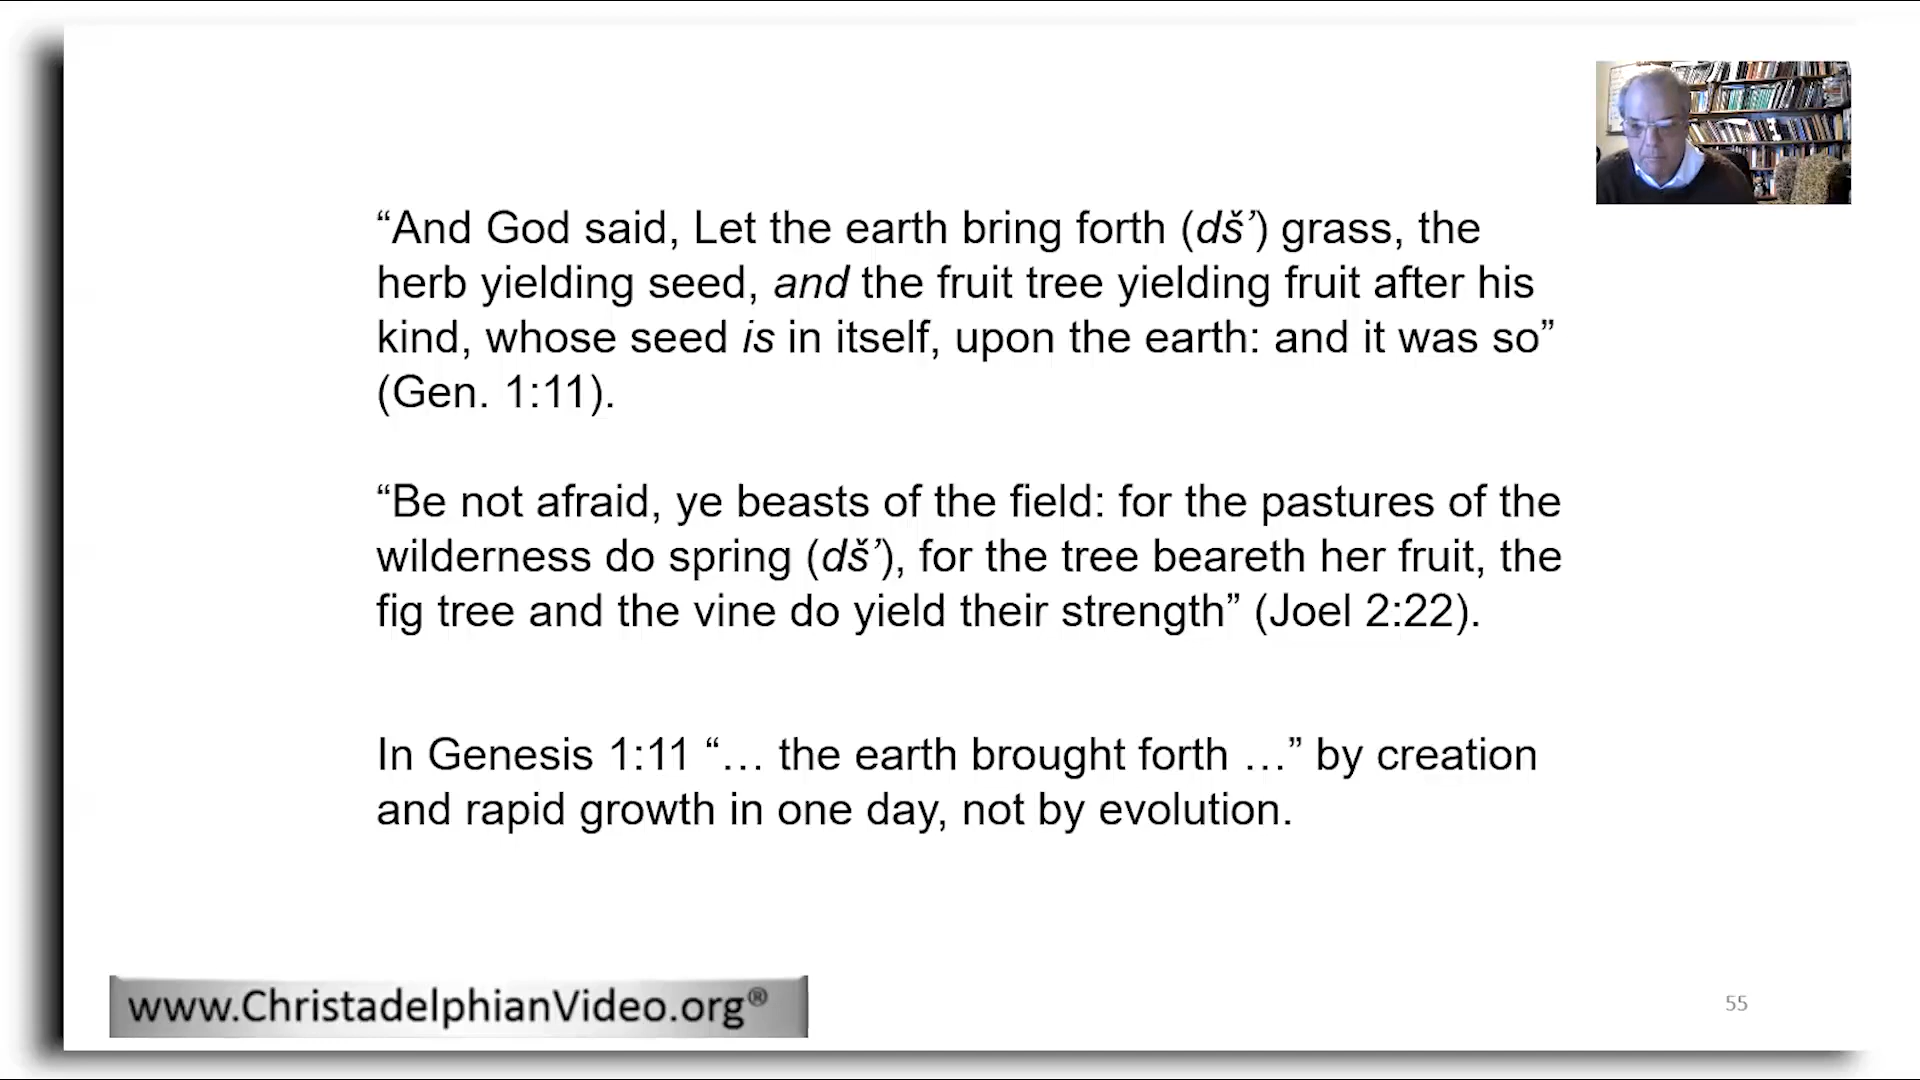 “And God said, Let the earth bring forth (dš’) grass, the
herb yielding seed, and the fruit tree yielding fruit after his
kind, whose seed is in itself, upon the earth: and it was so”
(Gen. 1:11).
“Be not afraid, ye beasts of the field: for the pastures of the
wilderness do spring (dš’), for the tree beareth her fruit, the
fig tree and the vine do yield their strength” (Joel 2:22).
In Genesis 1:11 “… the earth brought forth …” by creation
and rapid growth in one day, not by evolution.
www.ChristadelphianVideo.org®
55